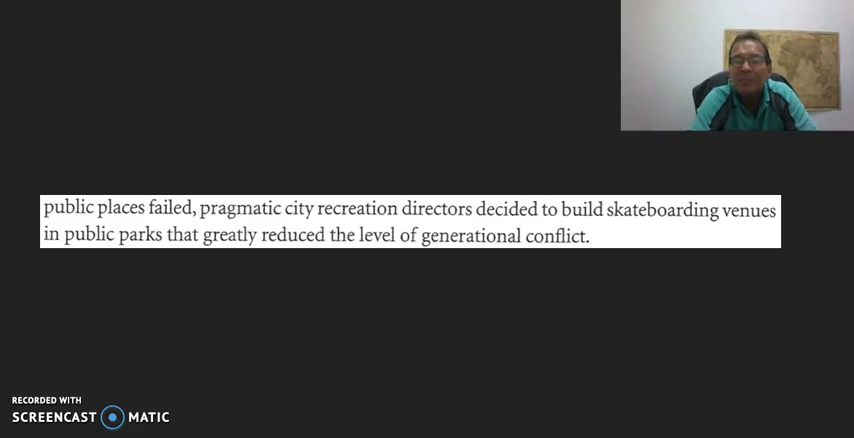 public places failed, pragmatic city recreation directors decided to build skateboarding venues
in public parks that greatly reduced the level of generational conflict.
RECORDED WITH
SCREENCAST MATIC